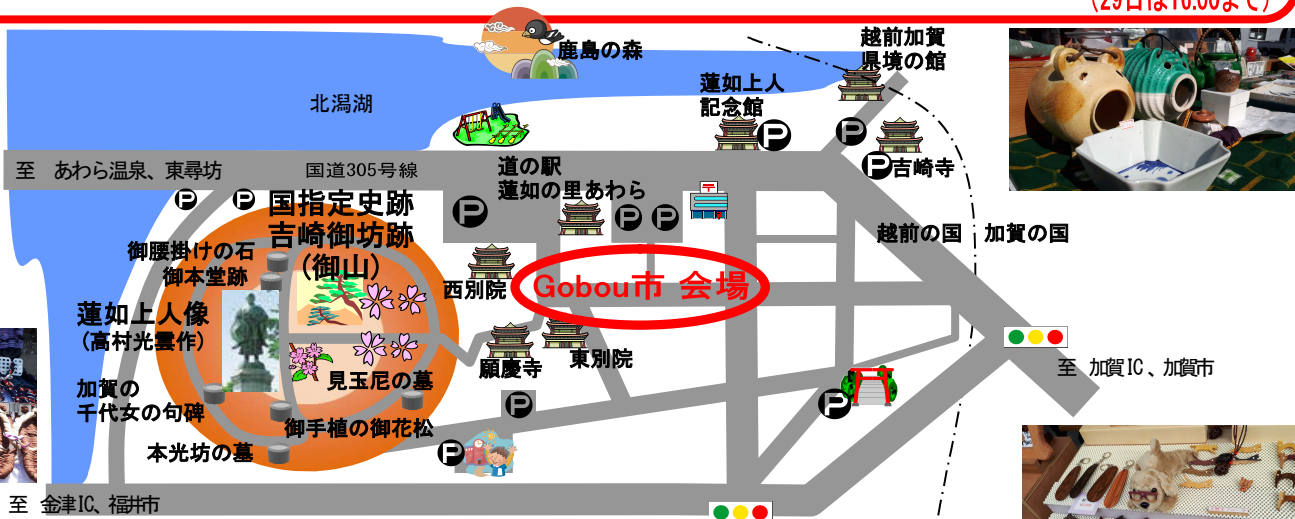 (29日は16:00まで)
鹿島の森
越前加賀
県境の館
北潟湖
蓮如上人
記念館
P
P
P
吉崎寺
至 あわら温泉、東尋坊
国道305号線
道の駅
蓮如の里あわら
〒
P
P
P
P
P
国指定史跡
吉崎御坊跡
(御山)
越前の国
加賀の国
御腰掛けの石
御本堂跡
西別院
Gobou市 会場
蓮如上人像
(高村光雲作)
願慶寺
東別院
至 加賀IC、加賀市
見玉尼の墓
加賀の
千代女の句碑
P
P
御手植の御花松
本光坊の墓
P
至 金津IC、福井市